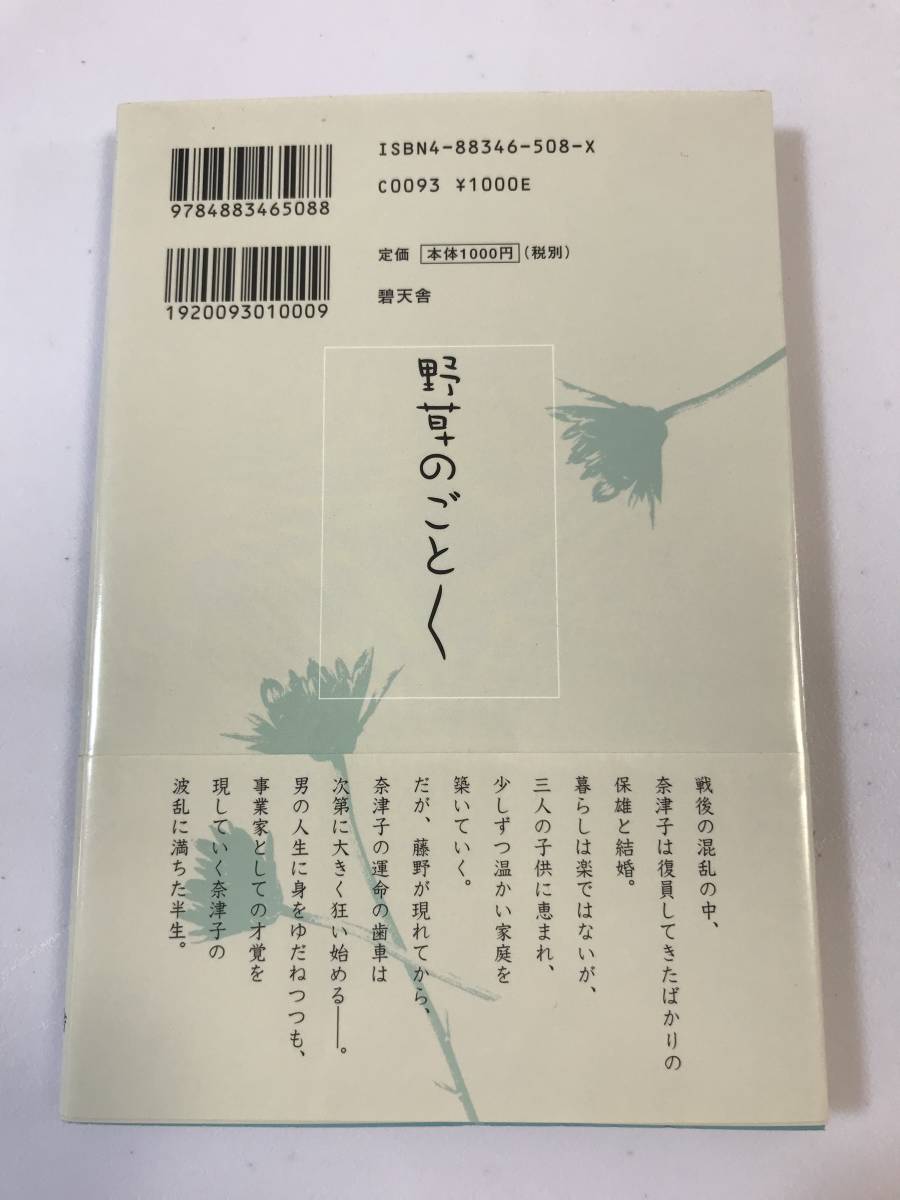 ISBN4-88346-508-X
C0093 ¥1000E
9784883465088
定価 本体1000円(税別)
1920093010009
碧天舎
野草のごとく
戦後の混乱の中、
奈津子は復員してきたばかりの
保雄と結婚。
暮らしは楽ではないが、
三人の子供に恵まれ、
少しずつ温かい家庭を
築いていく。
だが、藤野が現れてから、
奈津子の運命の歯車は
次第に大きく狂い始める――。
男の人生に身をゆだねつつも、
事業家としての才覚を
現していく奈津子の
波乱に満ちた半生。